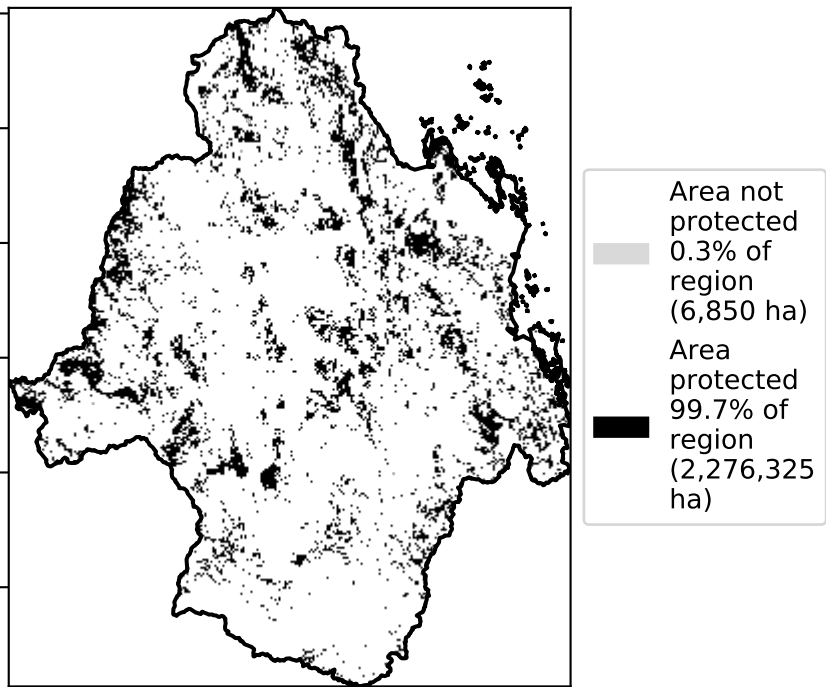 Area not
protected
0.3% of
region
(6,850 ha)
Area
protected
99.7% of
region
(2,276,325
ha)